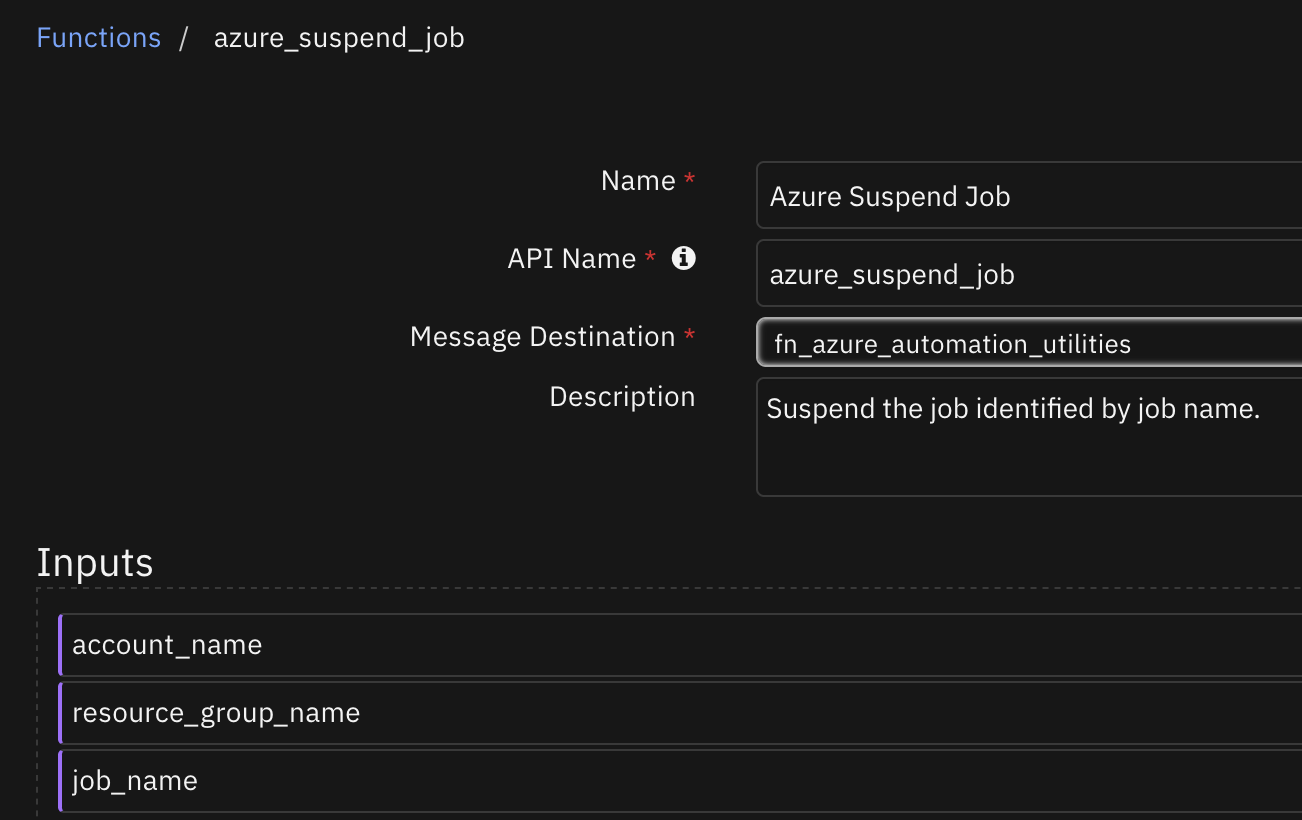 Functions / azure_suspend_job
Name *
Azure Suspend Job
API Name *
azure_suspend_job
Message Destination *
fn_azure_automation_utilities
Description
Suspend the job identified by job name.
Inputs
account_name
resource_group_name
job_name